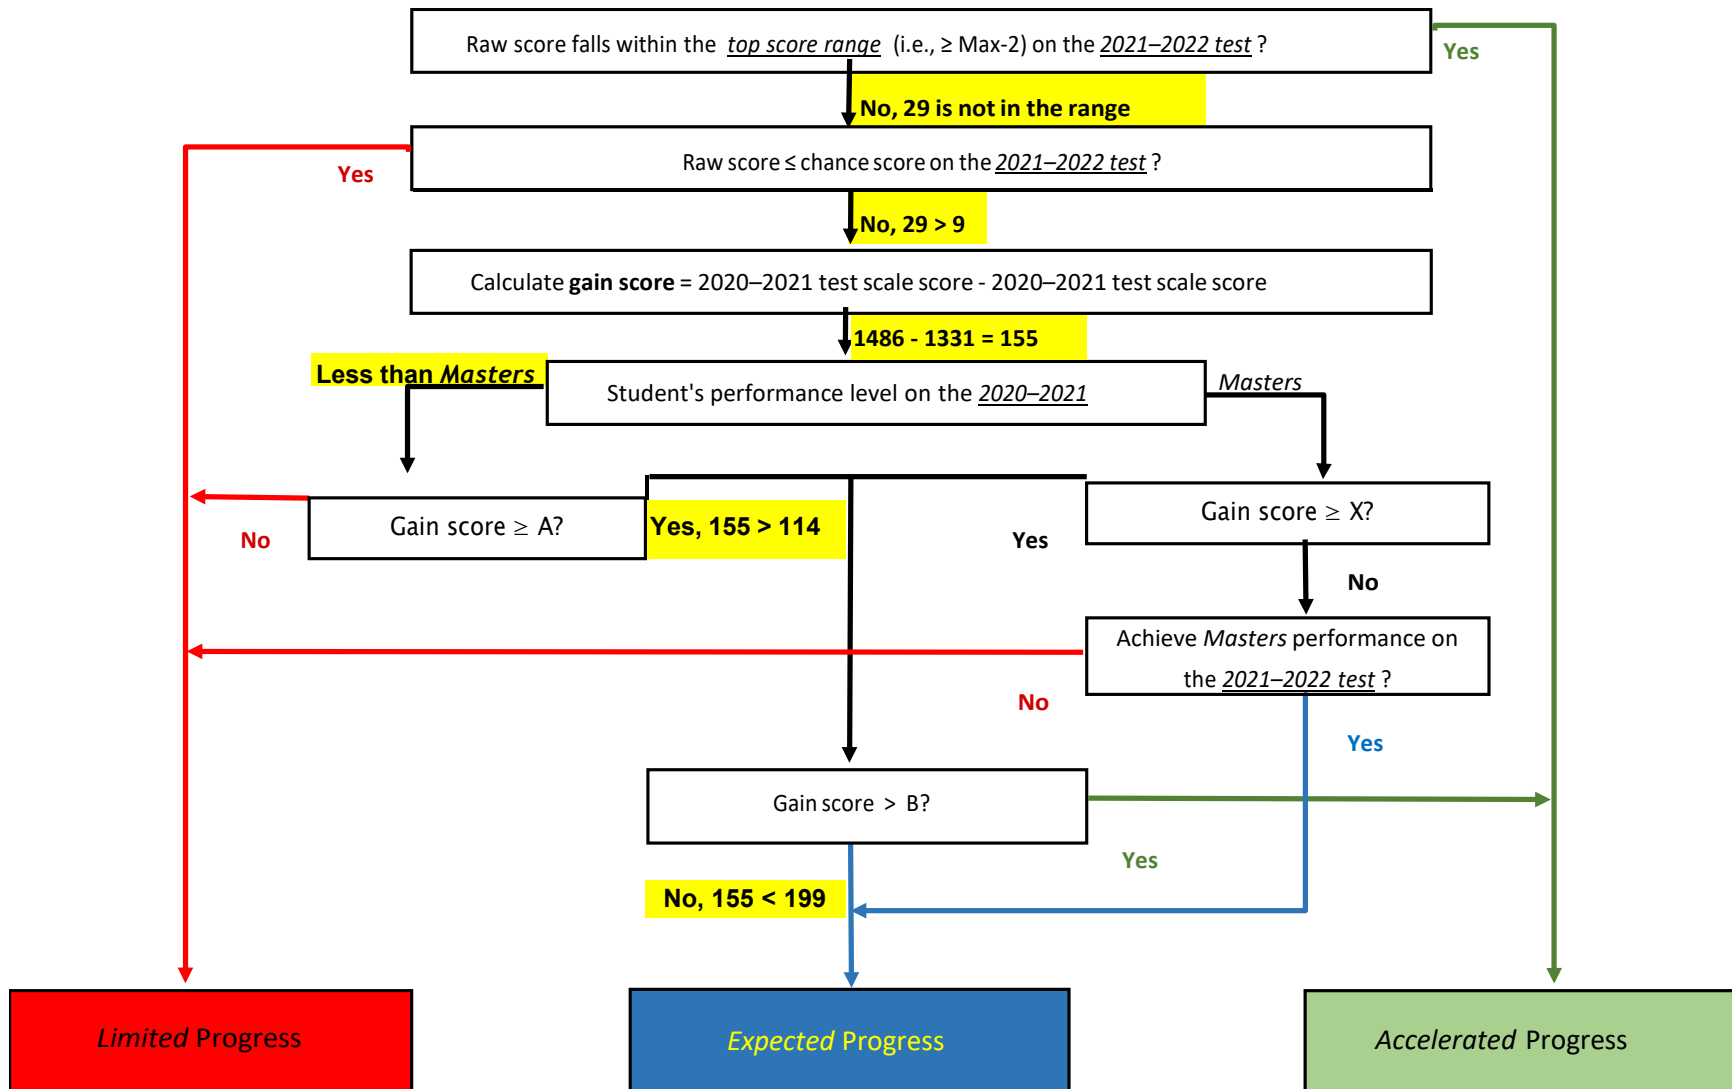 Raw score falls within the top score range (i.e., ≥ Max-2) on the 2021–2022 test ?
Yes
No, 29 is not in the range
Raw score ≤ chance score on the 2021–2022 test ?
Yes
No, 29 > 9
Calculate gain score = 2020–2021 test scale score - 2020–2021 test scale score
1486 - 1331 = 155
Less than Masters
Student's performance level on the 2020–2021
Masters
Gain score ≥ A?
No
Yes, 155 > 114
Yes
Gain score ≥ X?
No
Achieve Masters performance on
the 2021–2022 test ?
No
Yes
Gain score > B?
Yes
No, 155 < 199
Limited Progress
Expected Progress
Accelerated Progress